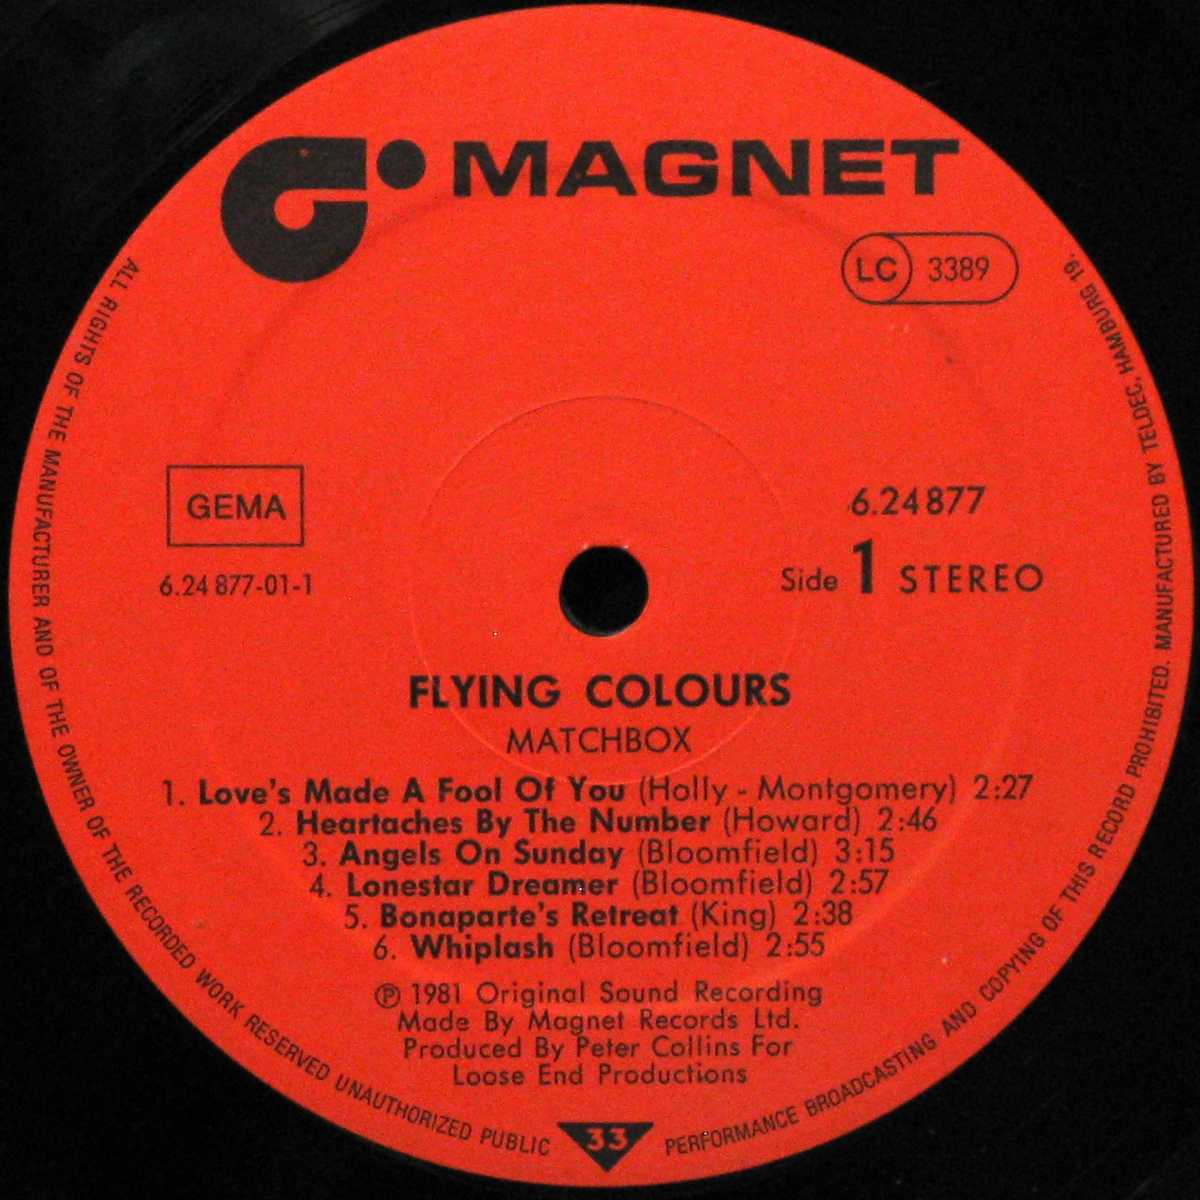 MAGNET
LC 3389
GEMA
6.24 877-01-1
6.24877
Side 1 STEREO
FLYING COLOURS
MATCHBOX
1. Love's Made A Fool Of You (Holly - Montgomery) 2:27
2. Heartaches By The Number (Howard) 2:46
3. Angels On Sunday (Bloomfield) 3:15
4. Lonestar Dreamer (Bloomfield) 2:57
5. Bonaparte's Retreat (King) 2:38
6. Whiplash (Bloomfield) 2:55
℗ 1981 Original Sound Recording
Made By Magnet Records Ltd.
Produced By Peter Collins For
Loose End Productions
33
ALL RIGHTS OF THE MANUFACTURER AND OF THE OWNER OF THE RECORDED WORK RESERVED UNAUTHORIZED PUBLIC PERFORMANCE BROADCASTING AND COPYING OF THIS RECORD PROHIBITED. MANUFACTURED BY TELDEC, HAMBURG 19.